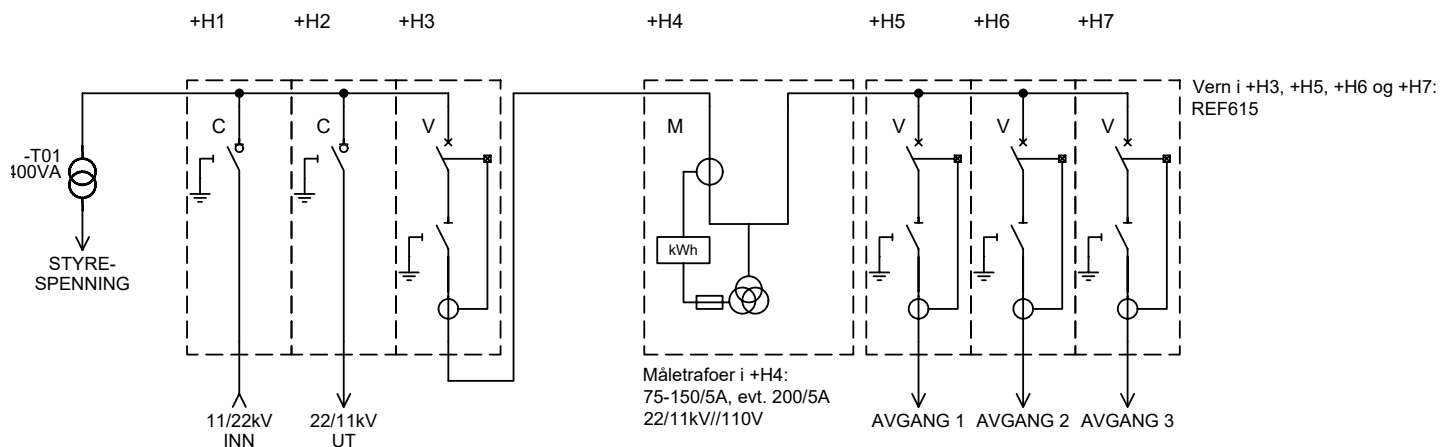 +H1
+H2
+H3
+H4
+H5
+H6
+H7
Vern i +H3, +H5, +H6 og +H7:
REF615
C
C
V
M
V
V
V
-T01
400VA
kWh
STYRE-
SPENNING
11/22kV
INN
22/11kV
UT
Måletrafoer i +H4:
75-150/5A, evt. 200/5A
22/11kV//110V
AVGANG 1
AVGANG 2
AVGANG 3